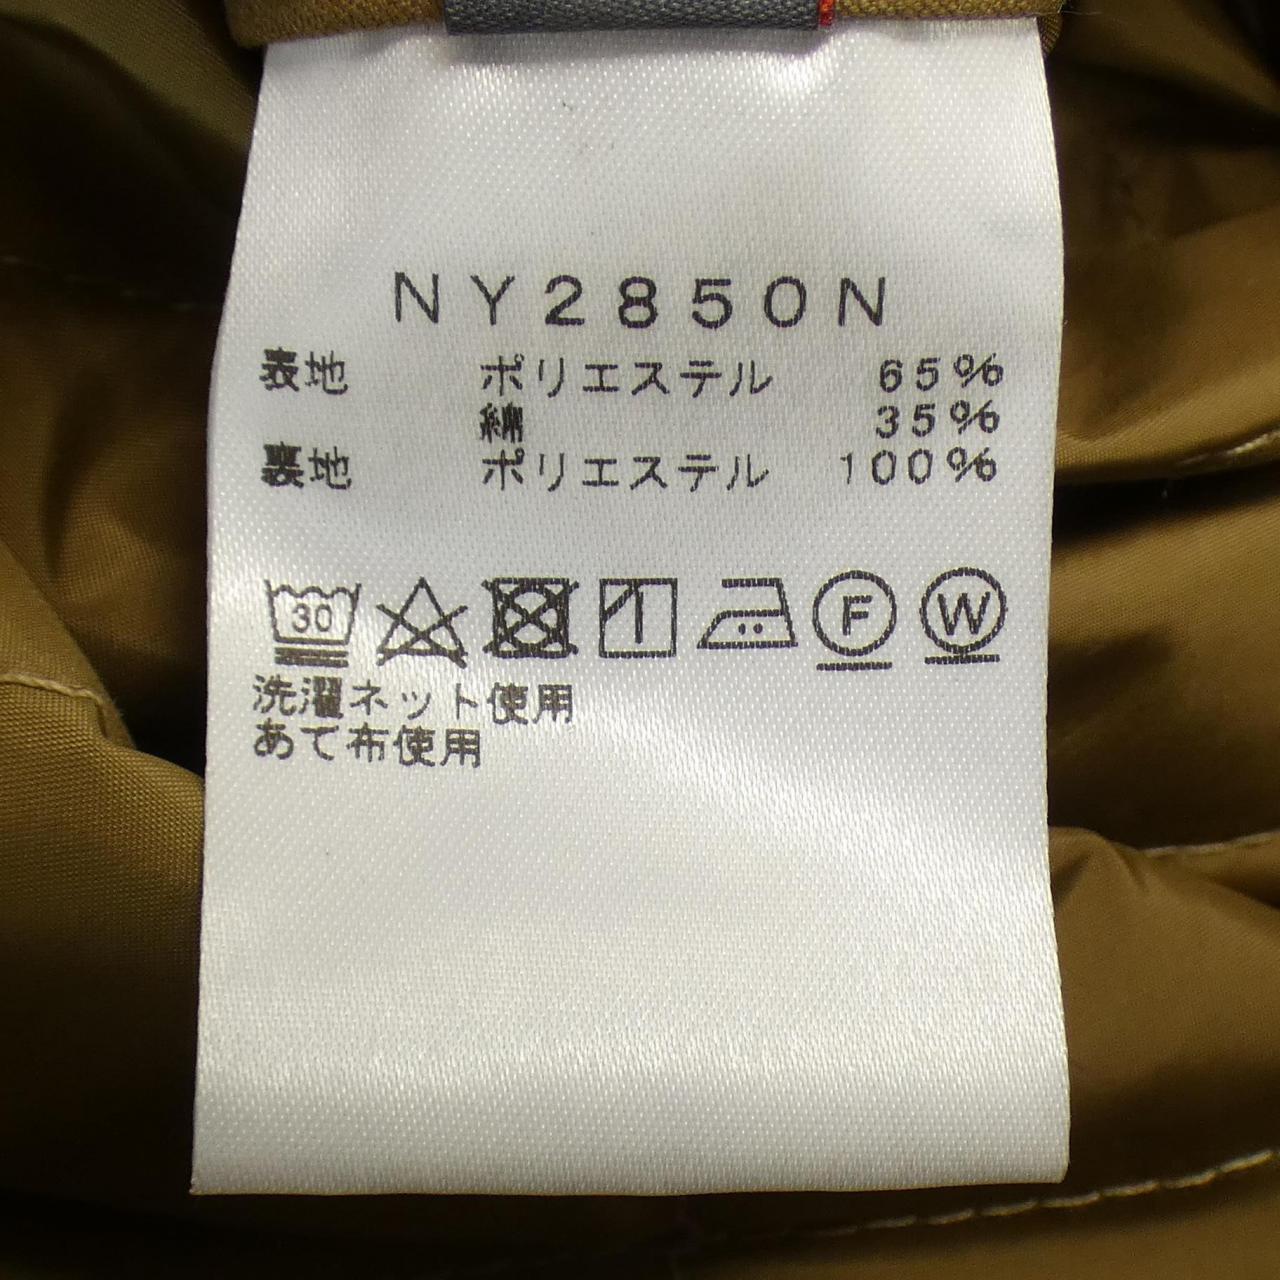 NY2850N
表地 ポリエステル 65%
綿 35%
裏地 ポリエステル 100%
30 F W
洗濯ネット使用
あて布使用